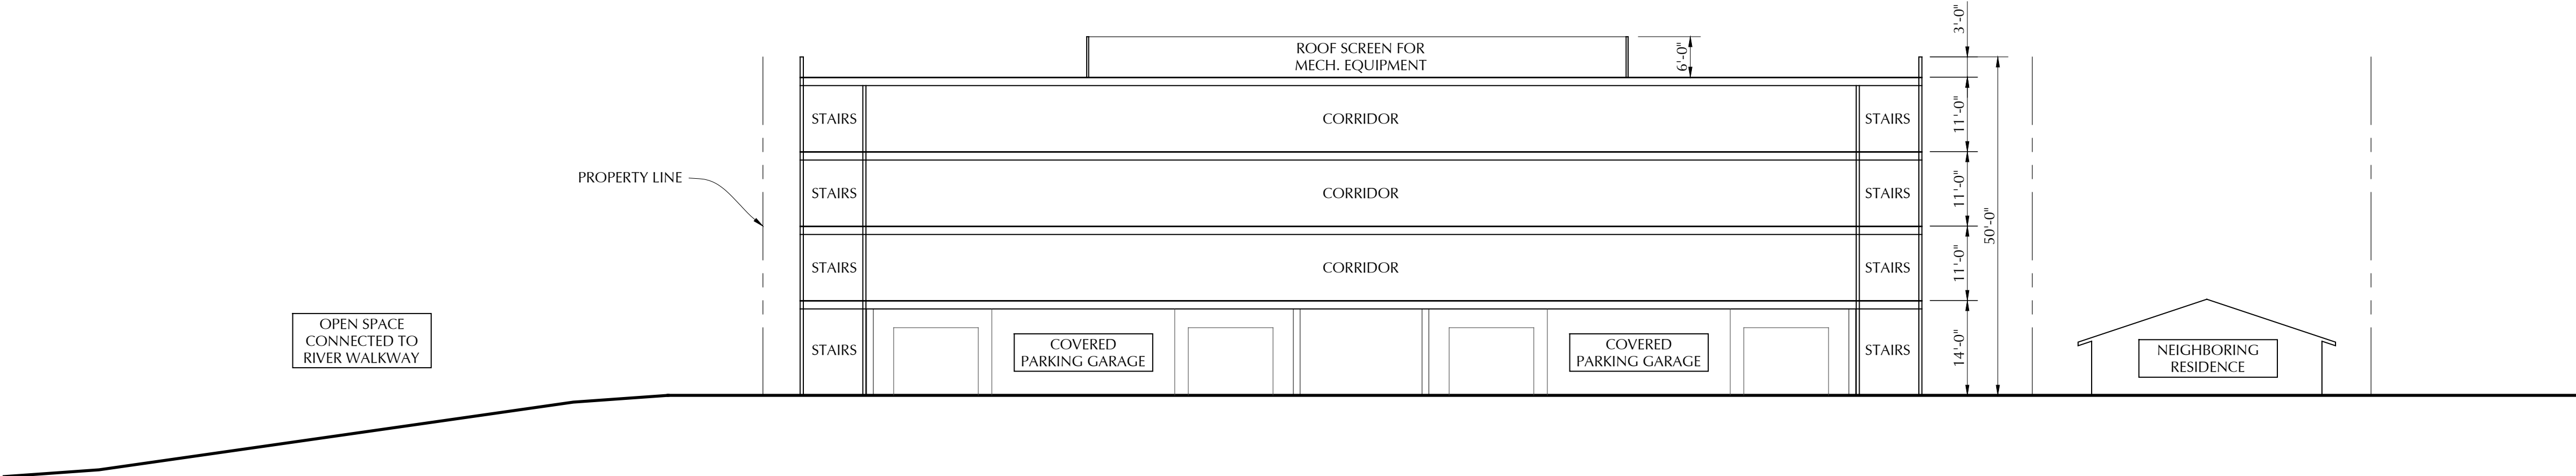 ROOF SCREEN FOR
MECH. EQUIPMENT
6'-0"
3'-0"
STAIRS
CORRIDOR
STAIRS
11'-0"
PROPERTY LINE
STAIRS
CORRIDOR
STAIRS
11'-0"
50'-0"
STAIRS
CORRIDOR
STAIRS
11'-0"
OPEN SPACE
CONNECTED TO
RIVER WALKWAY
STAIRS
COVERED
PARKING GARAGE
COVERED
PARKING GARAGE
STAIRS
14'-0"
NEIGHBORING
RESIDENCE